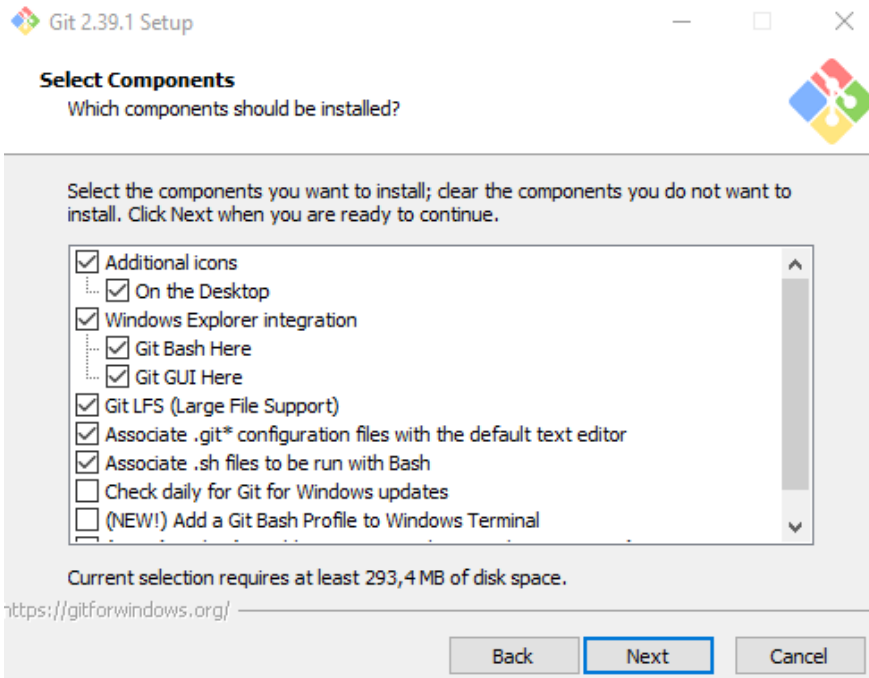 Git 2.39.1 Setup
Select Components
Which components should be installed?
Select the components you want to install; clear the components you do not want to
install. Click Next when you are ready to continue.
Additional icons
On the Desktop
Windows Explorer integration
Git Bash Here
Git GUI Here
Git LFS (Large File Support)
Associate .git* configuration files with the default text editor
Associate .sh files to be run with Bash
Check daily for Git for Windows updates
(NEW!) Add a Git Bash Profile to Windows Terminal
Current selection requires at least 293,4 MB of disk space.
https://gitforwindows.org/
Back
Next
Cancel